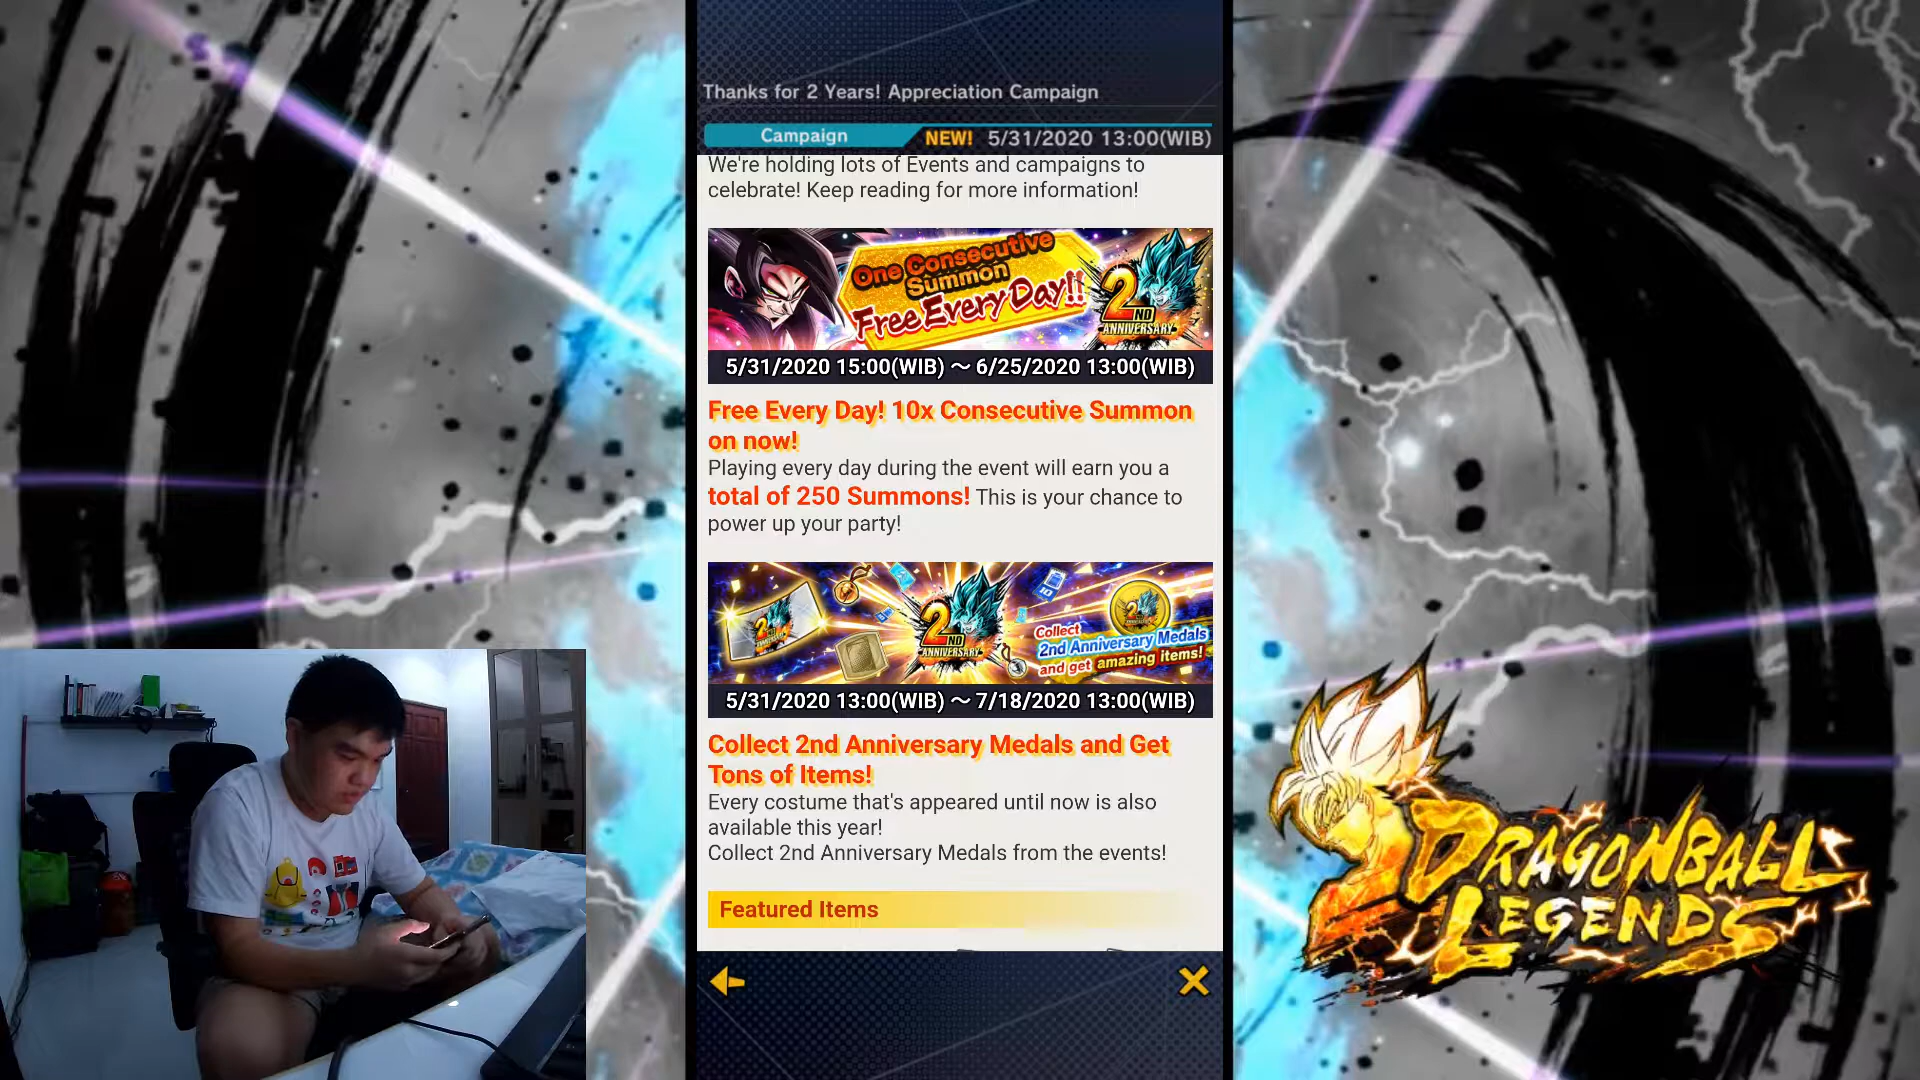 Thanks for 2 Years! Appreciation Campaign
Campaign
NEW! 5/31/2020 13:00(WIB)
We're holding lots of Events and campaigns to
celebrate! Keep reading for more information!
One Consecutive
Summon
Free Every Day!!
2ND
ANNIVERSARY
5/31/2020 15:00(WIB) ～ 6/25/2020 13:00(WIB)
Free Every Day! 10x Consecutive Summon
on now!
Playing every day during the event will earn you a
total of 250 Summons! This is your chance to
power up your party!
2ND
ANNIVERSARY
Collect
2nd Anniversary Medals
and get amazing items!
5/31/2020 13:00(WIB) ～ 7/18/2020 13:00(WIB)
Collect 2nd Anniversary Medals and Get
Tons of Items!
Every costume that's appeared until now is also
available this year!
Collect 2nd Anniversary Medals from the events!
Featured Items
DRAGONBALL
LEGENDS